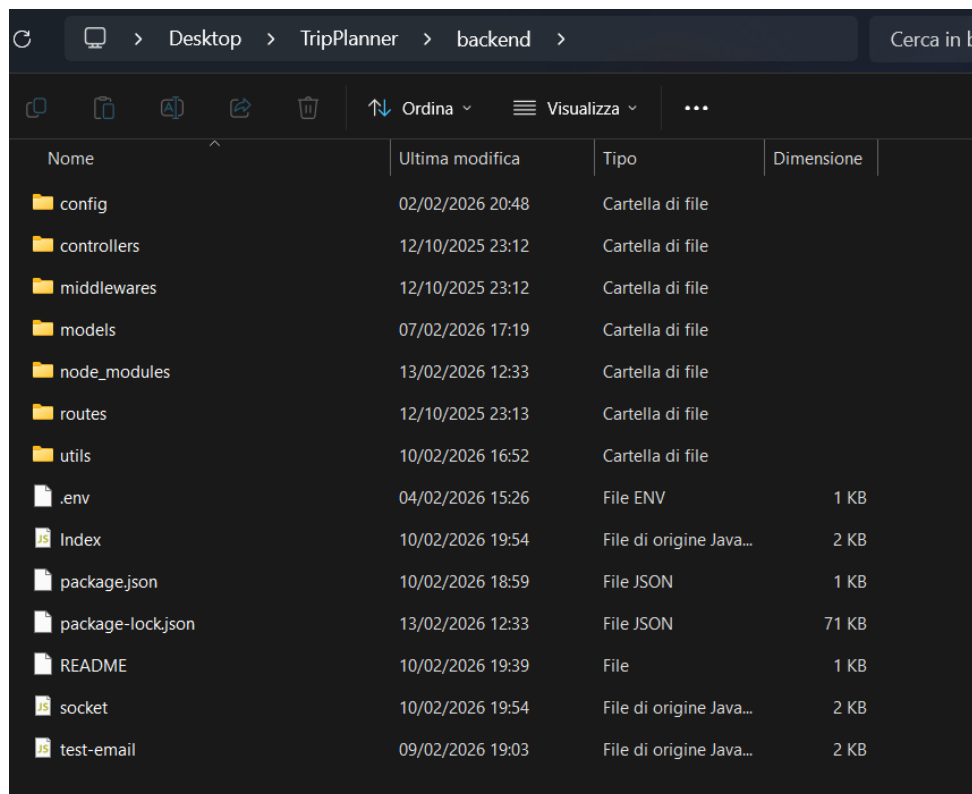 Desktop > TripPlanner > backend >
Cerca in b
Ordina Visualizza •••
Nome Ultima modifica Tipo Dimensione
config 02/02/2026 20:48 Cartella di file
controllers 12/10/2025 23:12 Cartella di file
middlewares 12/10/2025 23:12 Cartella di file
models 07/02/2026 17:19 Cartella di file
node_modules 13/02/2026 12:33 Cartella di file
routes 12/10/2025 23:13 Cartella di file
utils 10/02/2026 16:52 Cartella di file
.env 04/02/2026 15:26 File ENV 1 KB
Index 10/02/2026 19:54 File di origine Java... 2 KB
package.json 10/02/2026 18:59 File JSON 1 KB
package-lock.json 13/02/2026 12:33 File JSON 71 KB
README 10/02/2026 19:39 File 1 KB
socket 10/02/2026 19:54 File di origine Java... 2 KB
test-email 09/02/2026 19:03 File di origine Java... 2 KB